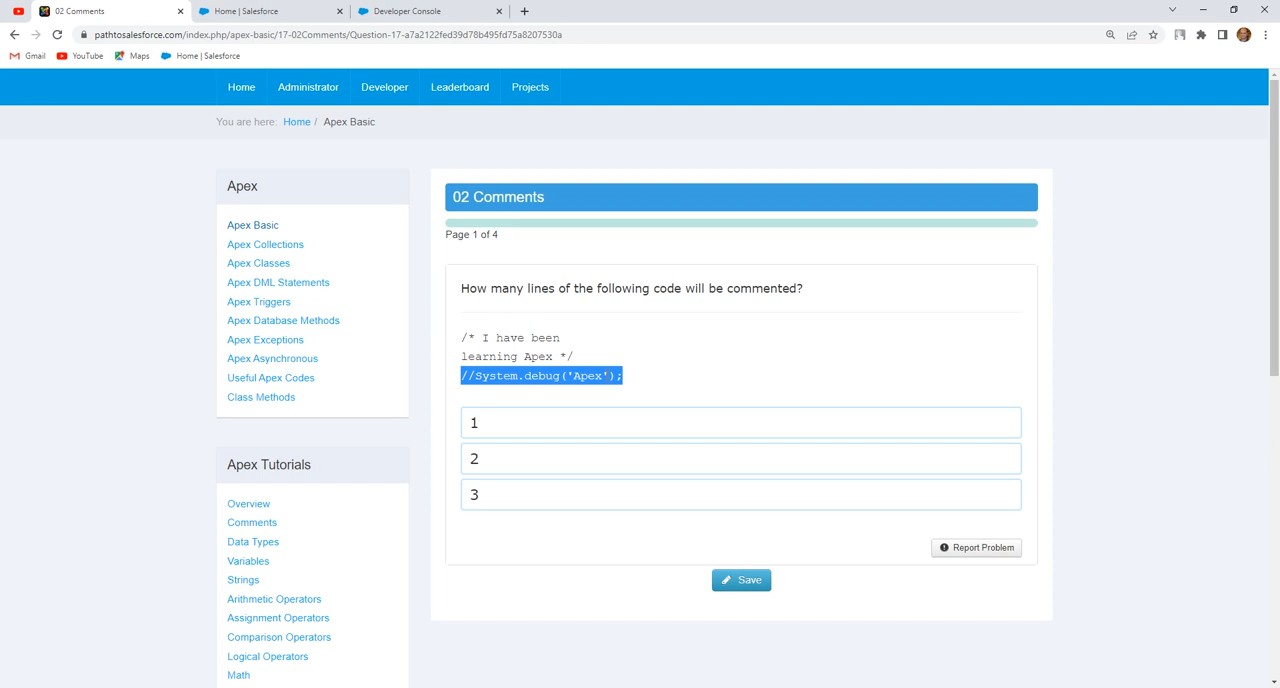 02 Comments
Home | Salesforce
Developer Console
pathtosalesforce.com/index.php/apex-basic/17-02Comments/Question-17-a7a2122fed39d78b495fd75a8207530a
Gmail
YouTube
Maps
Home | Salesforce
Home
Administrator
Developer
Leaderboard
Projects
You are here: Home / Apex Basic
Apex
Apex Basic
Apex Collections
Apex Classes
Apex DML Statements
Apex Triggers
Apex Database Methods
Apex Exceptions
Apex Asynchronous
Useful Apex Codes
Class Methods
Apex Tutorials
Overview
Comments
Data Types
Variables
Strings
Arithmetic Operators
Assignment Operators
Comparison Operators
Logical Operators
Math
02 Comments
Page 1 of 4
How many lines of the following code will be commented?
/* I have been
learning Apex */
//System.debug('Apex');
1
2
3
Report Problem
Save